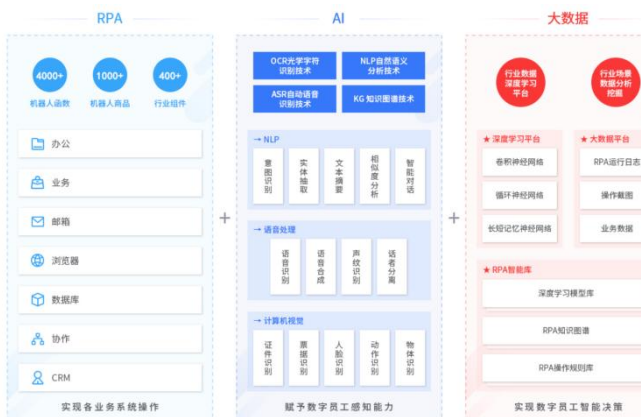 RPA
4000+
1000+
400+
机器人函数
机器人商品
行业组件
办公
业务
邮箱
浏览器
数据库
协作
CRM
实现各业务系统操作
+
AI
OCR光学字符
识别技术
NLP自然语义
分析技术
ASR自动语音
识别技术
KG 知识图谱技术
→ NLP
意图识别
实体抽取
文本摘要
相似度分析
智能对话
→ 语音处理
语音识别
语音合成
声纹识别
话者分离
→ 计算机视觉
证件识别
票据识别
人脸识别
动作识别
物体识别
赋予数字员工感知能力
+
大数据
行业数据
深度学习
平台
行业场景
数据分析
挖掘
★ 深度学习平台
卷积神经网络
循环神经网络
长短记忆神经网络
★ 大数据平台
RPA运行日志
操作截图
业务数据
★ RPA智能库
深度学习模型库
RPA知识图谱
RPA操作规则库
实现数字员工智能决策